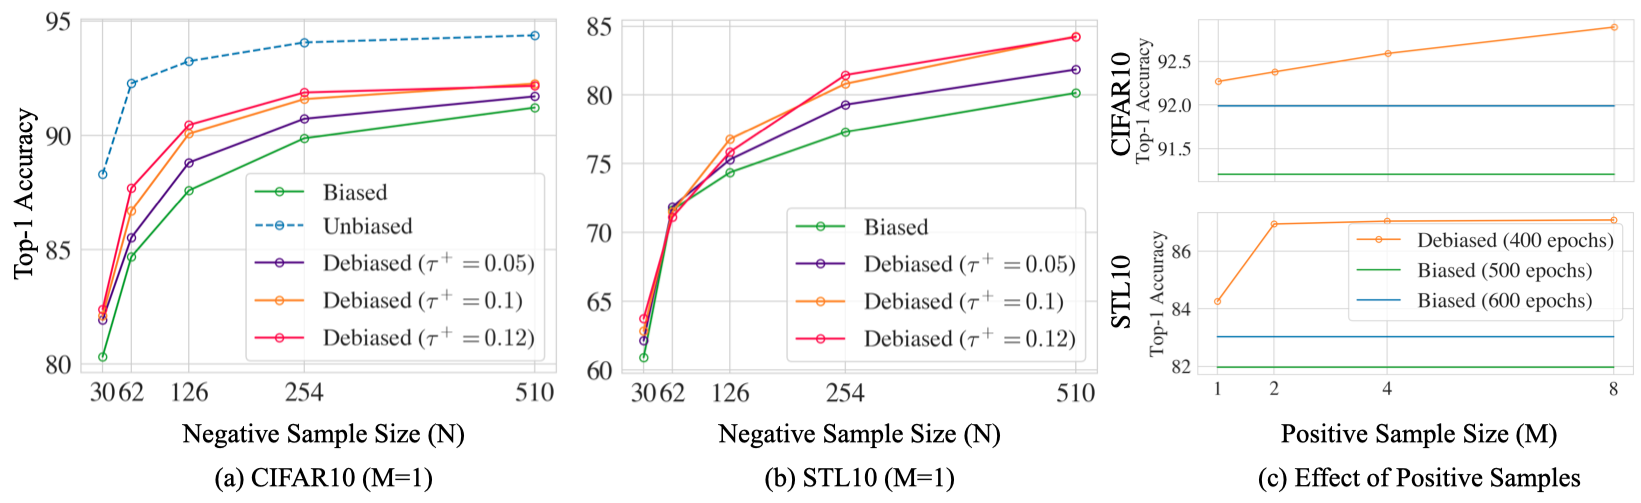 Top-1 Accuracy
95
90
85
80
30 62 126 254 510
Biased
Unbiased
Debiased (τ⁺ = 0.05)
Debiased (τ⁺ = 0.1)
Debiased (τ⁺ = 0.12)
Negative Sample Size (N)
(a) CIFAR10 (M=1)
85
80
75
70
65
60
30 62 126 254 510
Biased
Debiased (τ⁺ = 0.05)
Debiased (τ⁺ = 0.1)
Debiased (τ⁺ = 0.12)
Negative Sample Size (N)
(b) STL10 (M=1)
CIFAR10
Top-1 Accuracy
92.5
92.0
91.5
STL10
Top-1 Accuracy
86
84
82
Debiased (400 epochs)
Biased (500 epochs)
Biased (600 epochs)
1 2 4 8
Positive Sample Size (M)
(c) Effect of Positive Samples